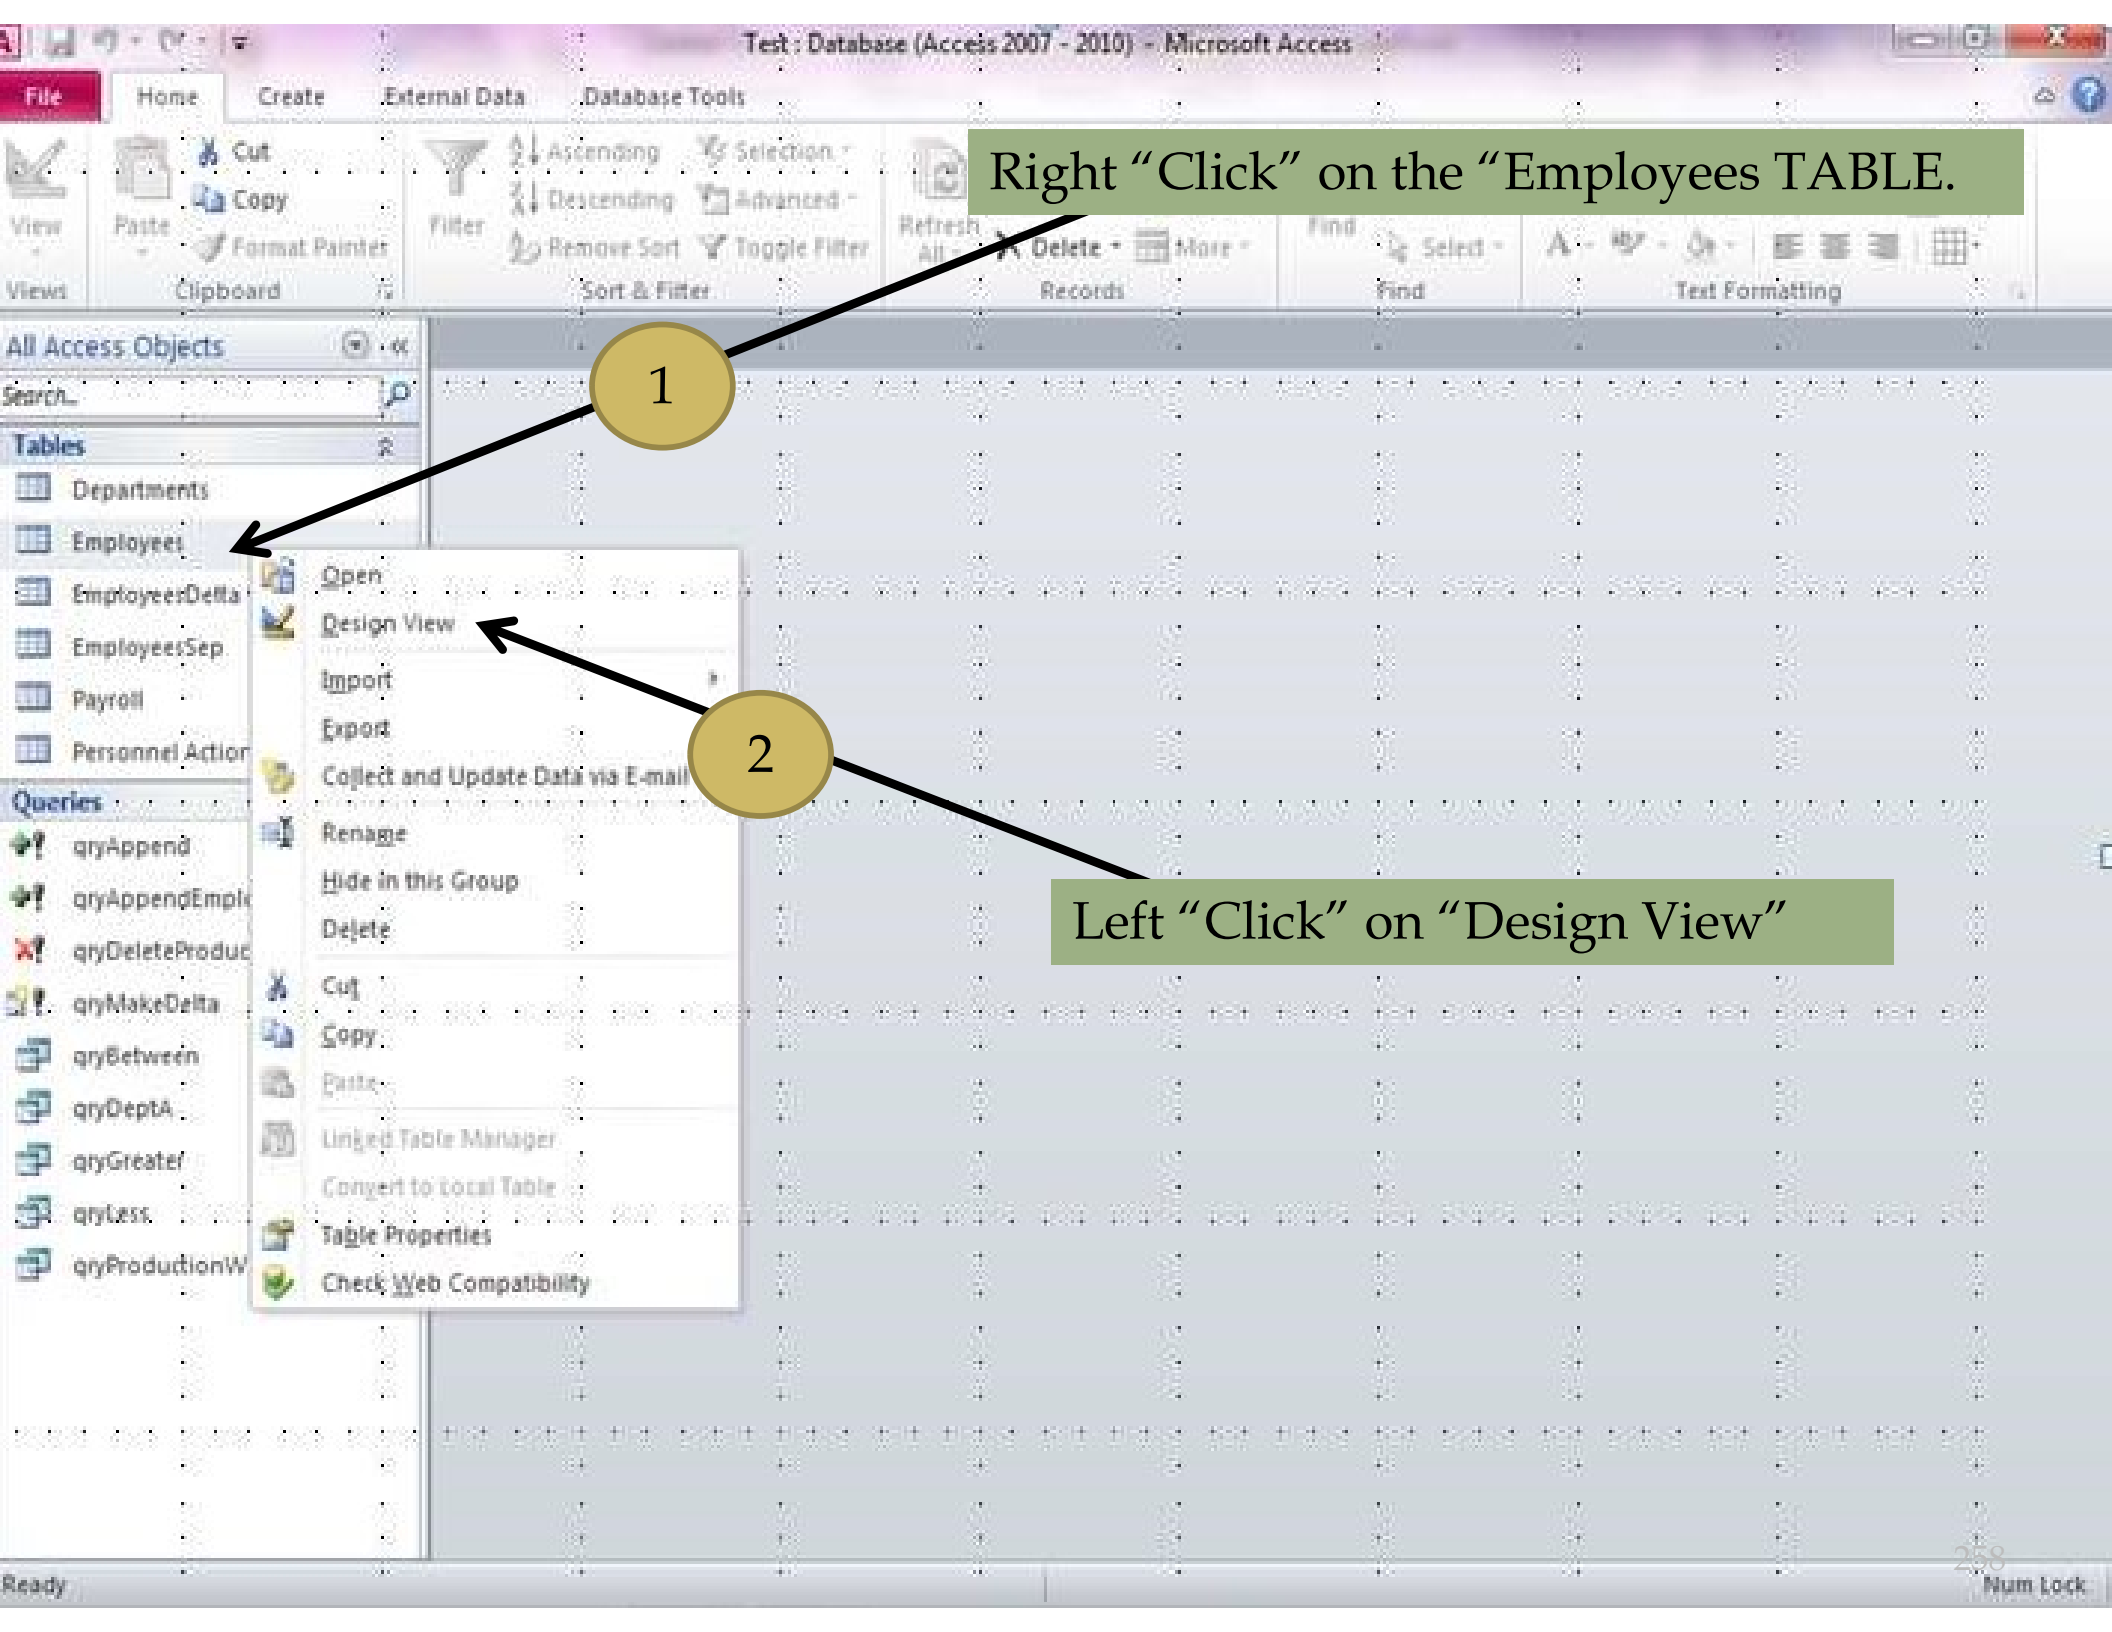 Test : Database (Access 2007 - 2010) - Microsoft Access
File Home Create External Data Database Tools
Cut
Copy
Format Painter
View
Paste
Views
Clipboard
Filter
Ascending
Descending
Remove Sort
Selection
Advanced
Toggle Filter
Sort & Filter
Refresh
All
Delete
More
Records
Find
Select
Find
A
Text Formatting
Right “Click” on the “Employees TABLE.
1
All Access Objects
Search...
Tables
Departments
Employees
EmployeesDelta
EmployeesSep
Payroll
Personnel Action
Queries
qryAppend
qryAppendEmplo
qryDeleteProduc
qryMakeDelta
qryBetween
qryDeptA
qryGreater
qryLess
qryProductionW
Open
Design View
Import
Export
Collect and Update Data via E-mail
Rename
Hide in this Group
Delete
Cut
Copy
Paste
Linked Table Manager
Convert to Local Table
Table Properties
Check Web Compatibility
2
Left “Click” on “Design View”
258
Ready
Num Lock